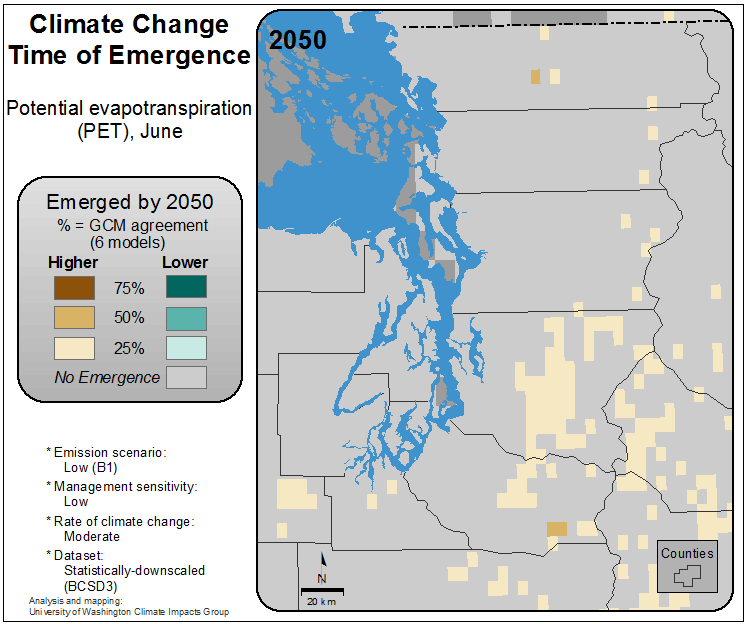 Climate Change
Time of Emergence
Potential evapotranspiration
(PET), June
Emerged by 2050
% = GCM agreement
(6 models)
Higher Lower
75%
50%
25%
No Emergence
* Emission scenario:
Low (B1)
* Management sensitivity:
Low
* Rate of climate change:
Moderate
* Dataset:
Statistically-downscaled
(BCSD3)
Analysis and mapping:
University of Washington Climate Impacts Group
2050
N
20 km
Counties